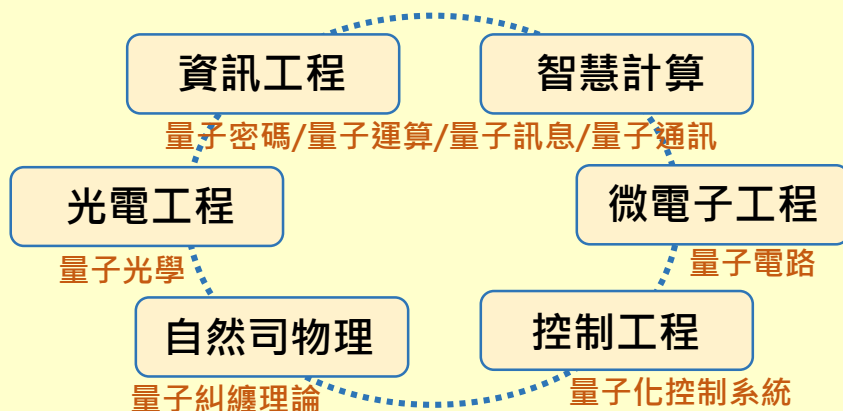 資訊工程
智慧計算
量子密碼/量子運算/量子訊息/量子通訊
光電工程
微電子工程
量子光學
量子電路
自然司物理
控制工程
量子糾纏理論
量子化控制系統